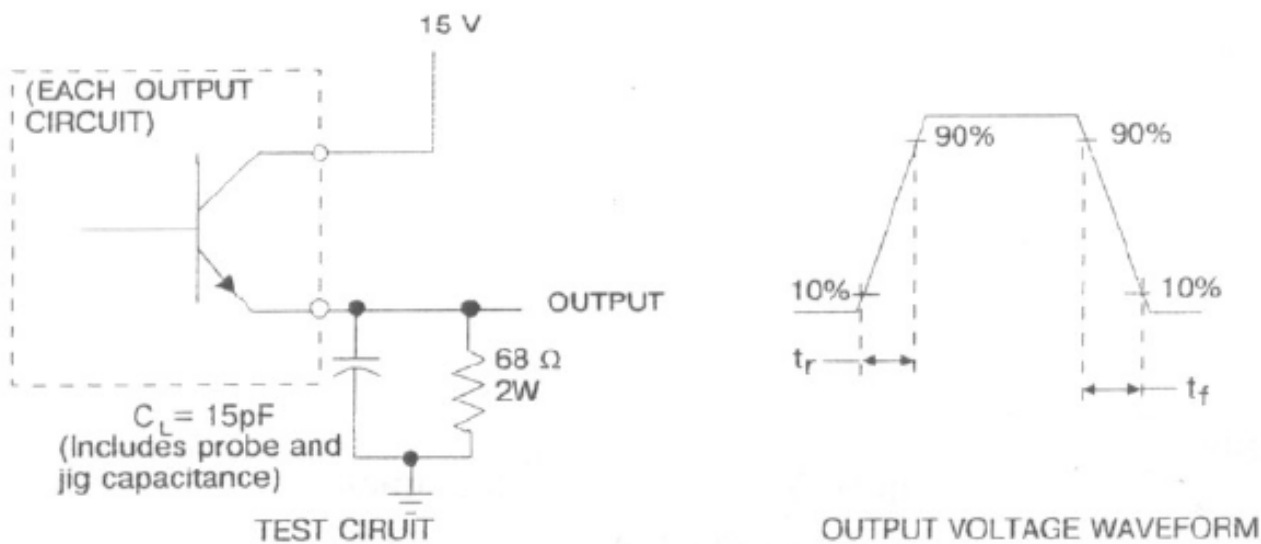 15 V
(EACH OUTPUT
CIRCUIT)
OUTPUT
68 Ω
2W
C_L = 15pF
(Includes probe and
jig capacitance)
TEST CIRUIT
90%
90%
10%
10%
t_r
t_f
OUTPUT VOLTAGE WAVEFORM